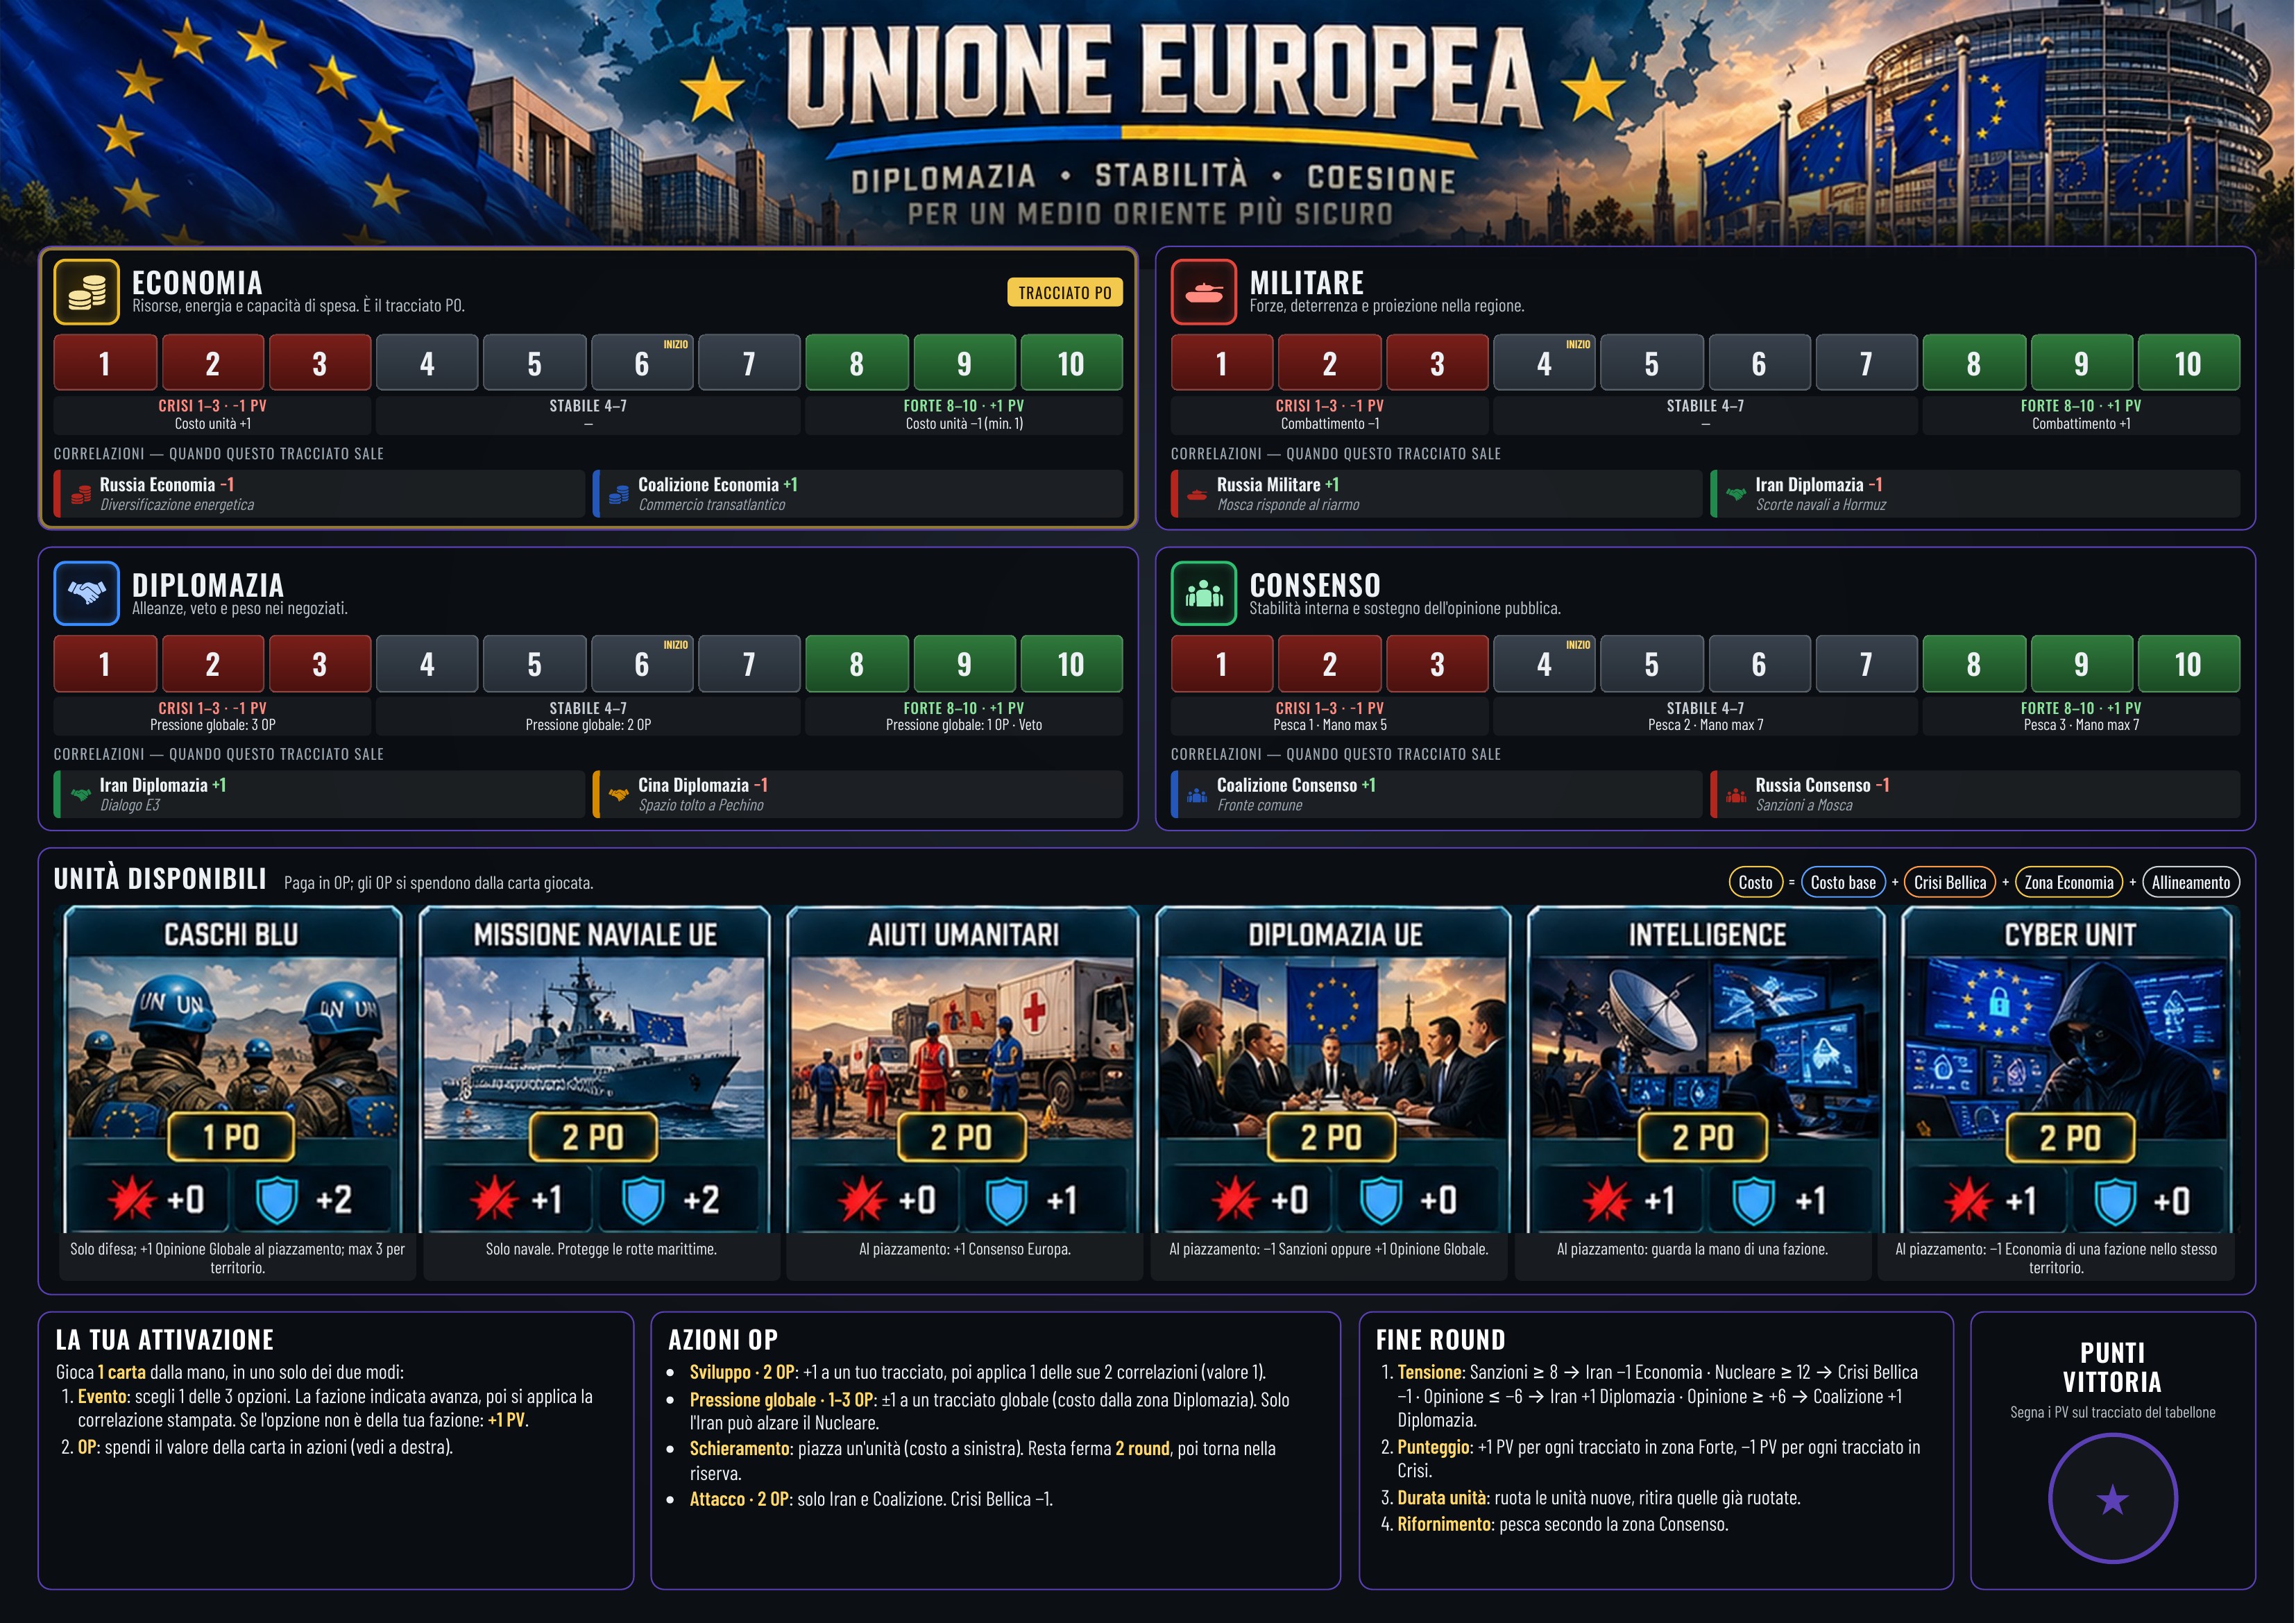 UNIONE EUROPEA
DIPLOMAZIA • STABILITÀ • COESIONE
PER UN MEDIO ORIENTE PIÙ SICURO
ECONOMIA
Risorse, energia e capacità di spesa. È il tracciato PO.
TRACCIATO PO
1 2 3 4 5 6 INIZIO 7 8 9 10
CRISI 1–3 · −1 PV
Costo unità +1
STABILE 4–7
–
FORTE 8–10 · +1 PV
Costo unità −1 (min. 1)
CORRELAZIONI — QUANDO QUESTO TRACCIATO SALE
Russia Economia −1
Diversificazione energetica
Coalizione Economia +1
Commercio transatlantico
MILITARE
Forze, deterrenza e proiezione nella regione.
1 2 3 4 INIZIO 5 6 7 8 9 10
CRISI 1–3 · −1 PV
Combattimento −1
STABILE 4–7
–
FORTE 8–10 · +1 PV
Combattimento +1
CORRELAZIONI — QUANDO QUESTO TRACCIATO SALE
Russia Militare +1
Mosca risponde al riarmo
Iran Diplomazia −1
Scorte navali a Hormuz
DIPLOMAZIA
Alleanze, veto e peso nei negoziati.
1 2 3 4 5 6 INIZIO 7 8 9 10
CRISI 1–3 · −1 PV
Pressione globale: 3 OP
STABILE 4–7
Pressione globale: 2 OP
FORTE 8–10 · +1 PV
Pressione globale: 1 OP · Veto
CORRELAZIONI — QUANDO QUESTO TRACCIATO SALE
Iran Diplomazia +1
Dialogo E3
Cina Diplomazia −1
Spazio tolto a Pechino
CONSENSO
Stabilità interna e sostegno dell'opinione pubblica.
1 2 3 4 INIZIO 5 6 7 8 9 10
CRISI 1–3 · −1 PV
Pesca 1 · Mano max 5
STABILE 4–7
Pesca 2 · Mano max 7
FORTE 8–10 · +1 PV
Pesca 3 · Mano max 7
CORRELAZIONI — QUANDO QUESTO TRACCIATO SALE
Coalizione Consenso +1
Fronte comune
Russia Consenso −1
Sanzioni a Mosca
UNITÀ DISPONIBILI Paga in OP; gli OP si spendono dalla carta giocata.
Costo = Costo base + Crisi Bellica + Zona Economia + Allineamento
CASCHI BLU
UN UN UN UN
1 PO
+0 +2
Solo difesa; +1 Opinione Globale al piazzamento; max 3 per
territorio.
MISSIONE NAVIALE UE
2 PO
+1 +2
Solo navale. Protegge le rotte marittime.
AIUTI UMANITARI
2 PO
+0 +1
Al piazzamento: +1 Consenso Europa.
DIPLOMAZIA UE
2 PO
+0 +0
Al piazzamento: −1 Sanzioni oppure +1 Opinione Globale.
INTELLIGENCE
2 PO
+1 +1
Al piazzamento: guarda la mano di una fazione.
CYBER UNIT
2 PO
+1 +0
Al piazzamento: −1 Economia di una fazione nello stesso
territorio.
LA TUA ATTIVAZIONE
Gioca 1 carta dalla mano, in uno solo dei due modi:
1. Evento: scegli 1 delle 3 opzioni. La fazione indicata avanza, poi si applica la
correlazione stampata. Se l'opzione non è della tua fazione: +1 PV.
2. OP: spendi il valore della carta in azioni (vedi a destra).
AZIONI OP
• Sviluppo · 2 OP: +1 a un tuo tracciato, poi applica 1 delle sue 2 correlazioni (valore 1).
• Pressione globale · 1–3 OP: ±1 a un tracciato globale (costo dalla zona Diplomazia). Solo
l'Iran può alzare il Nucleare.
• Schieramento: piazza un'unità (costo a sinistra). Resta ferma 2 round, poi torna nella
riserva.
• Attacco · 2 OP: solo Iran e Coalizione. Crisi Bellica −1.
FINE ROUND
1. Tensione: Sanzioni ≥ 8 → Iran −1 Economia · Nucleare ≥ 12 → Crisi Bellica
−1 · Opinione ≤ −6 → Iran +1 Diplomazia · Opinione ≥ +6 → Coalizione +1
Diplomazia.
2. Punteggio: +1 PV per ogni tracciato in zona Forte, −1 PV per ogni tracciato in
Crisi.
3. Durata unità: ruota le unità nuove, ritira quelle già ruotate.
4. Rifornimento: pesca secondo la zona Consenso.
PUNTI
VITTORIA
Segna i PV sul tracciato del tabellone